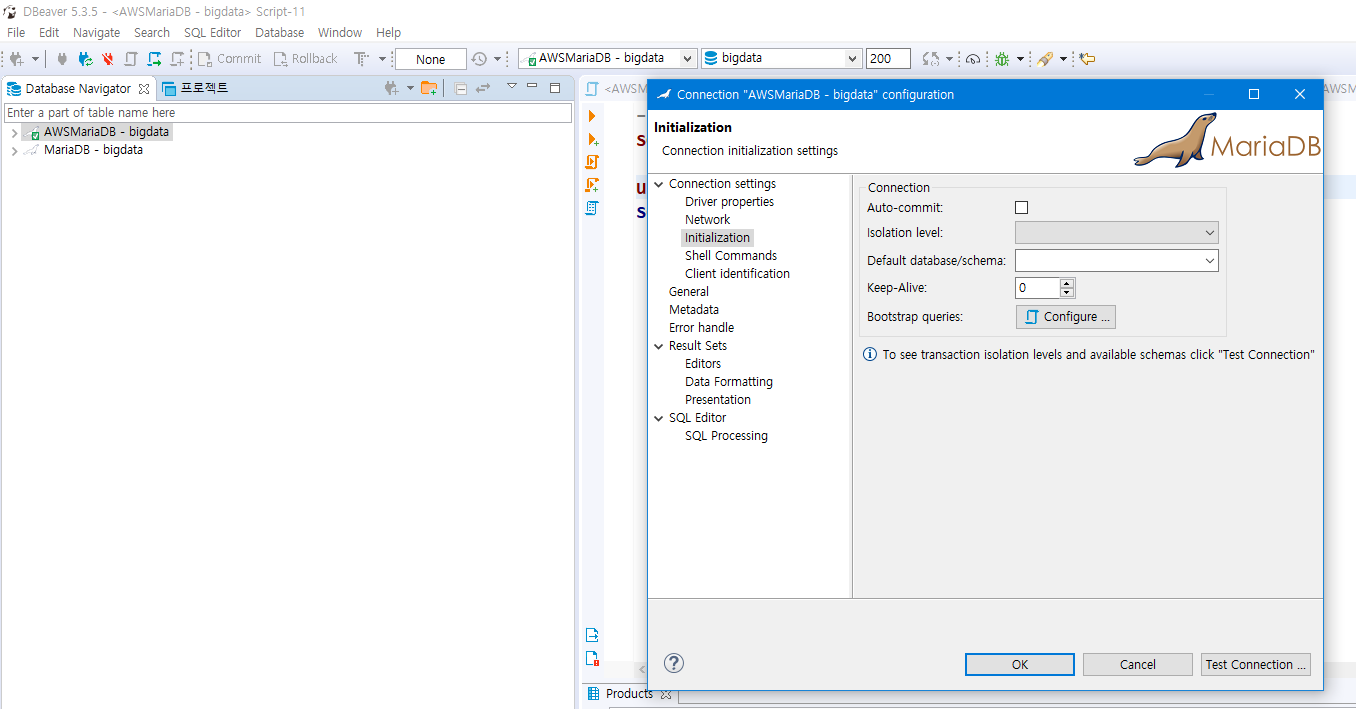 DBeaver 5.3.5 - <AWSMariaDB - bigdata> Script-11
File Edit Navigate Search SQL Editor Database Window Help
Commit Rollback None AWSMariaDB - bigdata bigdata 200
Database Navigator 프로젝트
<AWSM
AWSMa
Enter a part of table name here
AWSMariaDB - bigdata
MariaDB - bigdata
Connection "AWSMariaDB - bigdata" configuration
Initialization
Connection initialization settings
MariaDB
Connection settings
Driver properties
Network
Initialization
Shell Commands
Client identification
General
Metadata
Error handle
Result Sets
Editors
Data Formatting
Presentation
SQL Editor
SQL Processing
Connection
Auto-commit:
Isolation level:
Default database/schema:
Keep-Alive: 0
Bootstrap queries: Configure ...
To see transaction isolation levels and available schemas click "Test Connection"
OK Cancel Test Connection ...
Products